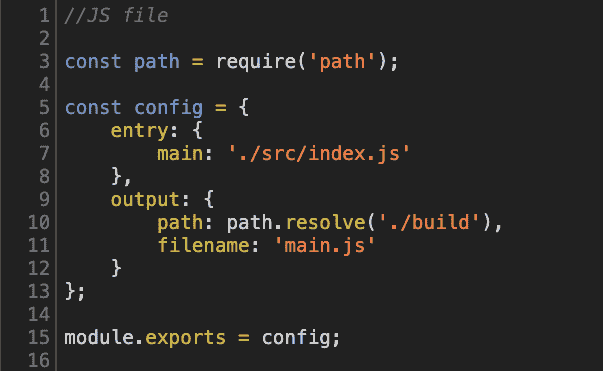 1 //JS file
2
3 const path = require('path');
4
5 const config = {
6     entry: {
7         main: './src/index.js'
8     },
9     output: {
10         path: path.resolve('./build'),
11         filename: 'main.js'
12     }
13 };
14
15 module.exports = config;
16